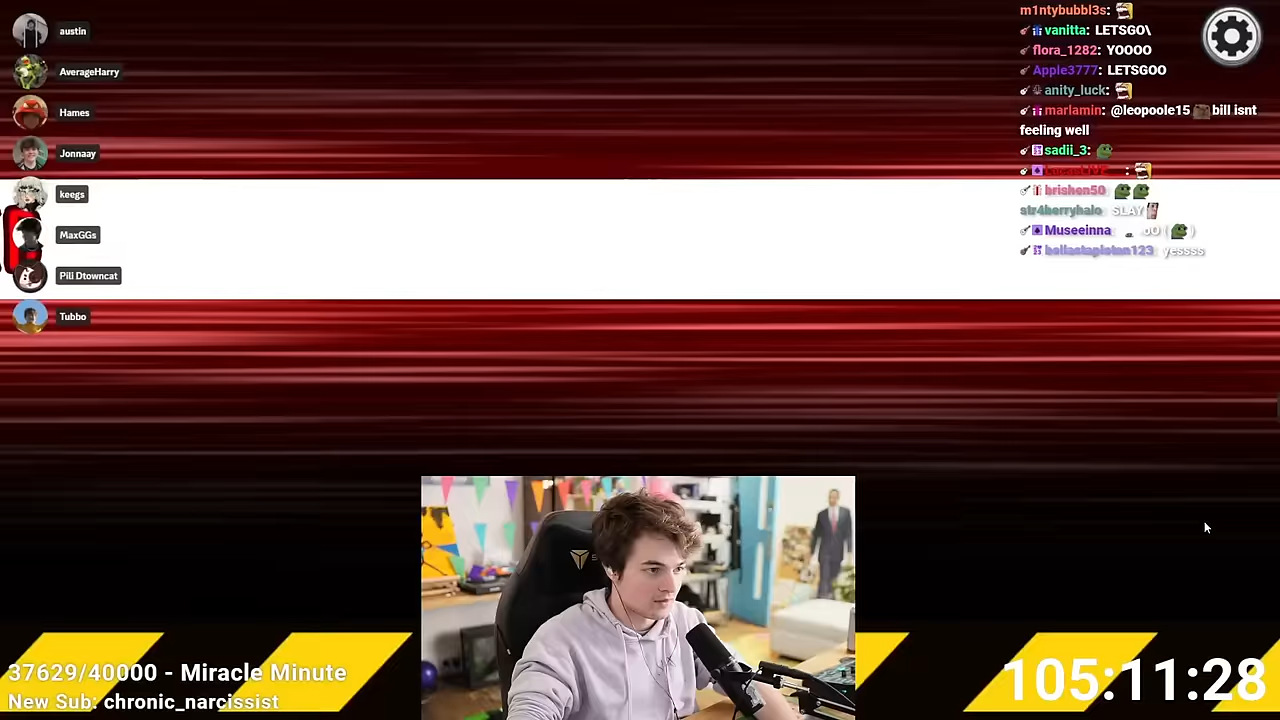 austin
AverageHarry
Hames
Jonnaay
keegs
MaxGGs
Pili Dtowncat
Tubbo
m1ntybubbl3s:
vanitta: LETSGO\
flora_1282: YOOOO
Apple3777: LETSGOO
anity_luck:
marlamin: @leopoole15 bill isnt
feeling well
sadii_3:
:
brishen50
str4berryhalo SLAY
Museeinna oO ( )
yessss
37629/40000 - Miracle Minute
New Sub: chronic_narcissist
105:11:28